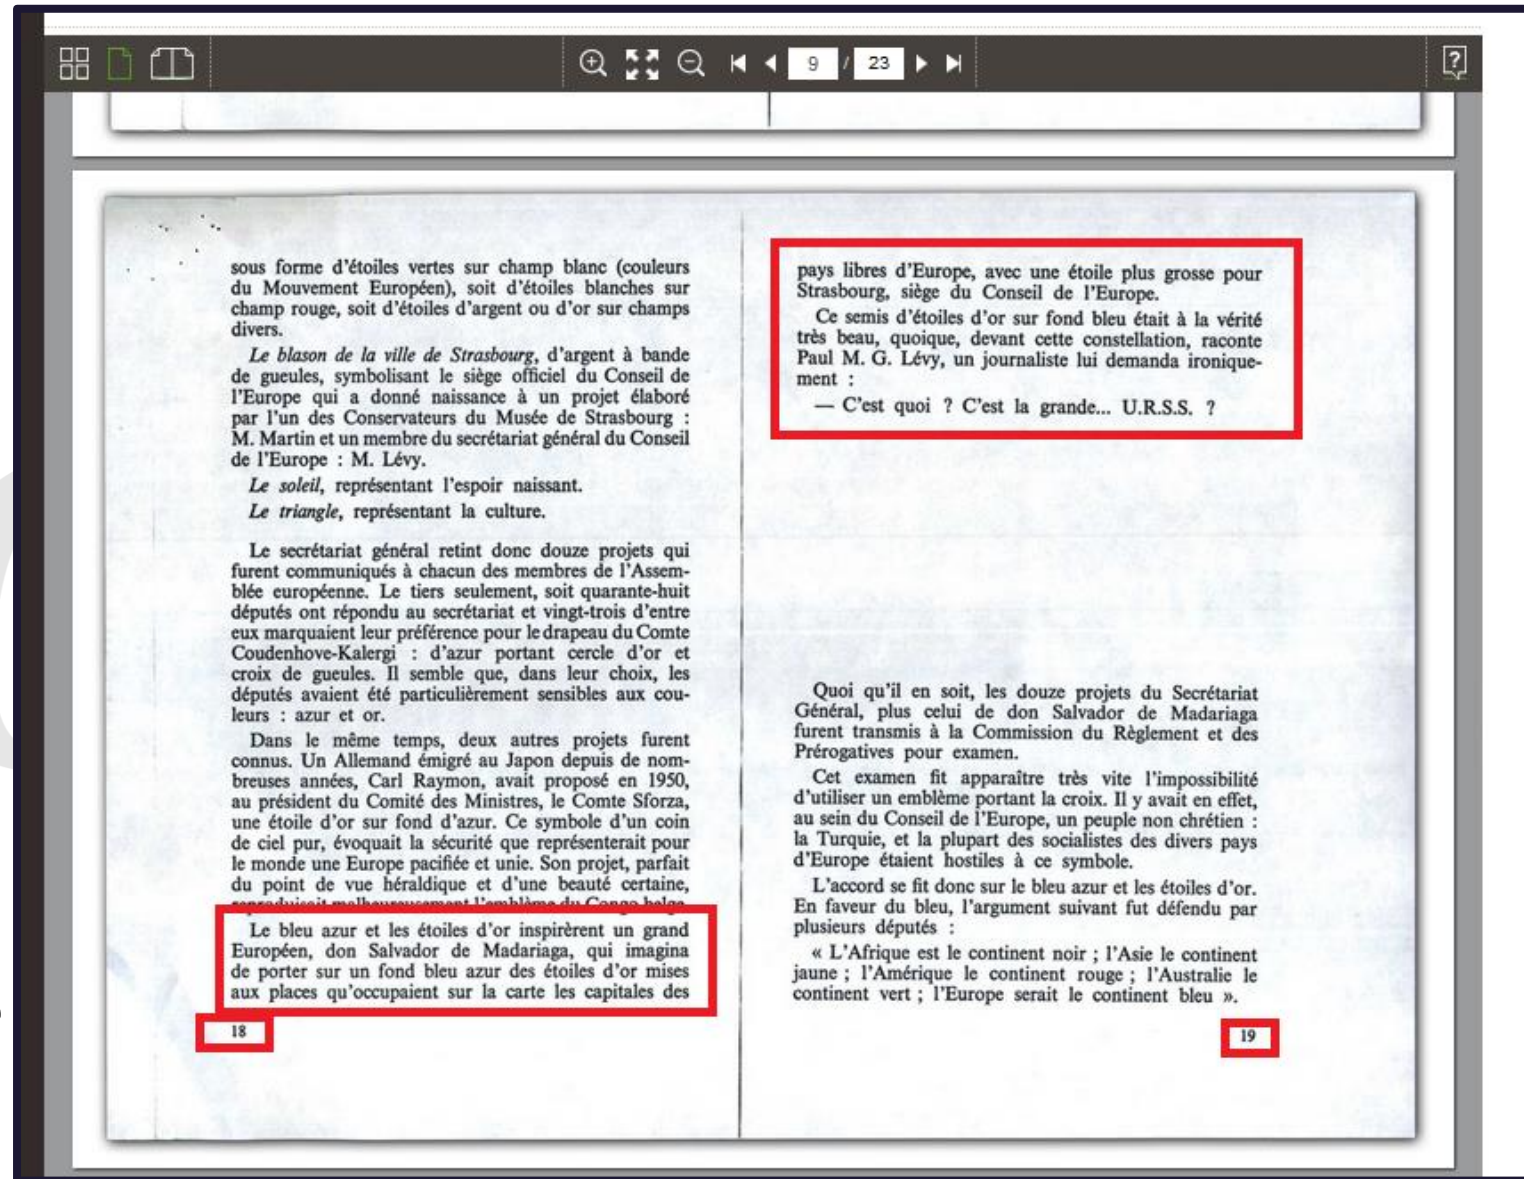 9 / 23
?
sous forme d'étoiles vertes sur champ blanc (couleurs
du Mouvement Européen), soit d'étoiles blanches sur
champ rouge, soit d'étoiles d'argent ou d'or sur champs
divers.
Le blason de la ville de Strasbourg, d'argent à bande
de gueules, symbolisant le siège officiel du Conseil de
l'Europe qui a donné naissance à un projet élaboré
par l'un des Conservateurs du Musée de Strasbourg :
M. Martin et un membre du secrétariat général du Conseil
de l'Europe : M. Lévy.
Le soleil, représentant l'espoir naissant.
Le triangle, représentant la culture.
Le secrétariat général retint donc douze projets qui
furent communiqués à chacun des membres de l'Assem-
blée européenne. Le tiers seulement, soit quarante-huit
députés ont répondu au secrétariat et vingt-trois d'entre
eux marquaient leur préférence pour le drapeau du Comte
Coudenhove-Kalergi : d'azur portant cercle d'or et
croix de gueules. Il semble que, dans leur choix, les
députés avaient été particulièrement sensibles aux cou-
leurs : azur et or.
Dans le même temps, deux autres projets furent
connus. Un Allemand émigré au Japon depuis de nom-
breuses années, Carl Raymon, avait proposé en 1950,
au président du Comité des Ministres, le Comte Sforza,
une étoile d'or sur fond d'azur. Ce symbole d'un coin
de ciel pur, évoquait la sécurité que représenterait pour
le monde une Europe pacifiée et unie. Son projet, parfait
du point de vue héraldique et d'une beauté certaine,
reproduisait malheureusement l'emblème du Congo belge.
Le bleu azur et les étoiles d'or inspirèrent un grand
Européen, don Salvador de Madariaga, qui imagina
de porter sur un fond bleu azur des étoiles d'or mises
aux places qu'occupaient sur la carte les capitales des
18
pays libres d'Europe, avec une étoile plus grosse pour
Strasbourg, siège du Conseil de l'Europe.
Ce semis d'étoiles d'or sur fond bleu était à la vérité
très beau, quoique, devant cette constellation, raconte
Paul M. G. Lévy, un journaliste lui demanda ironique-
ment :
— C'est quoi ? C'est la grande... U.R.S.S. ?
Quoi qu'il en soit, les douze projets du Secrétariat
Général, plus celui de don Salvador de Madariaga
furent transmis à la Commission du Règlement et des
Prérogatives pour examen.
Cet examen fit apparaître très vite l'impossibilité
d'utiliser un emblème portant la croix. Il y avait en effet,
au sein du Conseil de l'Europe, un peuple non chrétien :
la Turquie, et la plupart des socialistes des divers pays
d'Europe étaient hostiles à ce symbole.
L'accord se fit donc sur le bleu azur et les étoiles d'or.
En faveur du bleu, l'argument suivant fut défendu par
plusieurs députés :
« L'Afrique est le continent noir ; l'Asie le continent
jaune ; l'Amérique le continent rouge ; l'Australie le
continent vert ; l'Europe serait le continent bleu ».
19